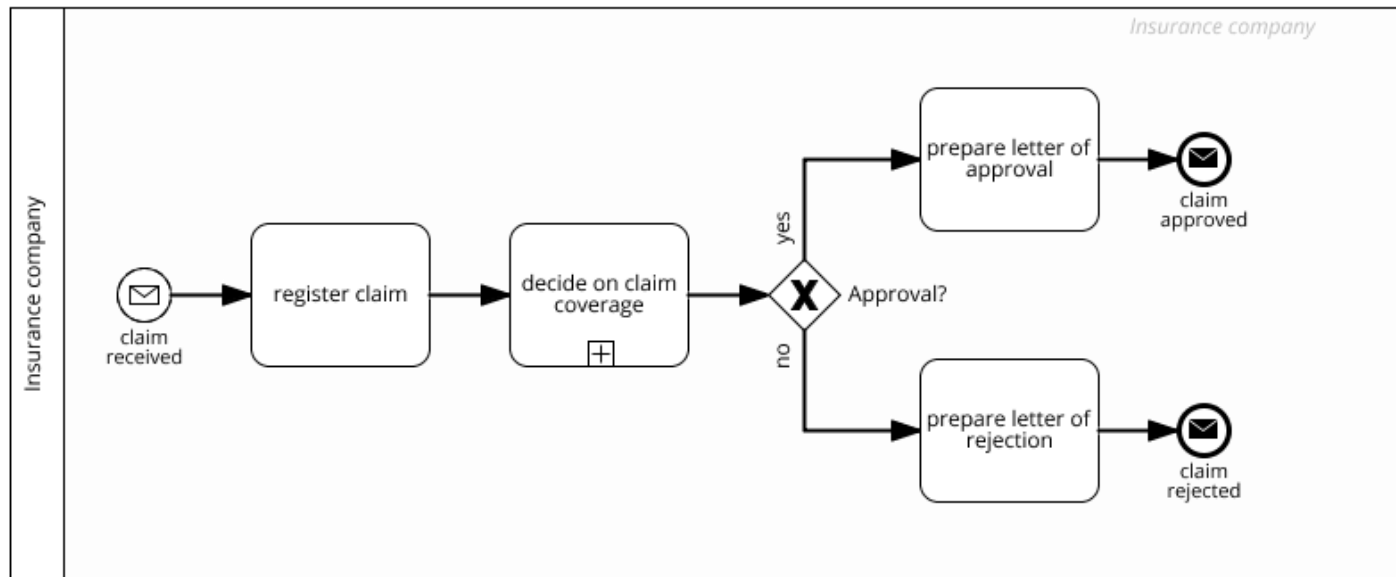 Insurance company
Insurance company
claim
received
register claim
decide on claim
coverage
Approval?
yes
no
prepare letter of
approval
claim
approved
prepare letter of
rejection
claim
rejected